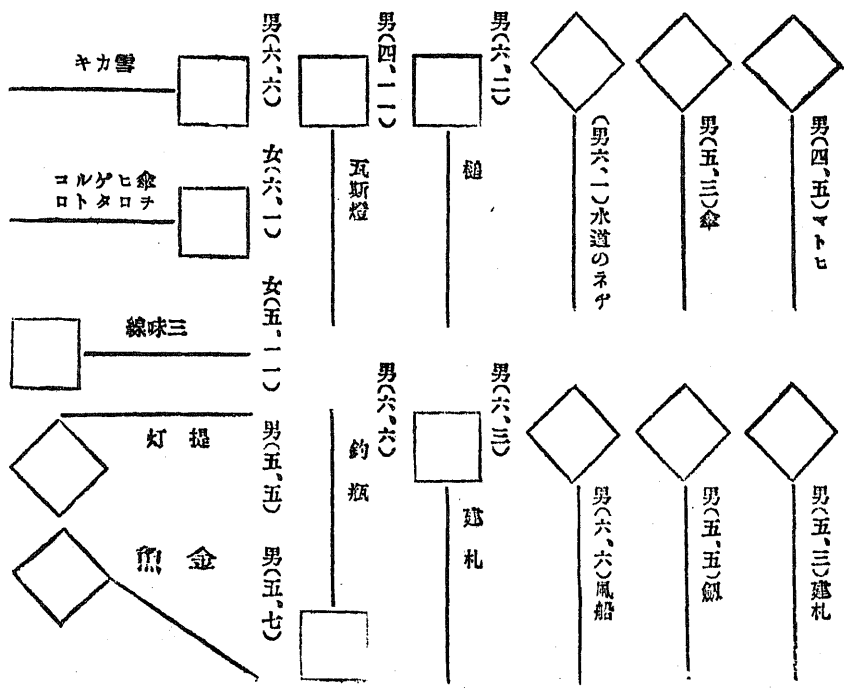 男(四、五)マトロ
男(五、三)傘
(男六、一)水道のネヂ
男(六、二)
槌
男(四、一一)
瓦斯燈
男(六、六)
雪カキ
女(六、一)
傘ヒゲルコ
チロタトロ
女(五、一一)
三味線
男(五、五)
提灯
男(五、七)
金魚
男(五、三)建札
男(五、五)劔
男(六、六)風船
男(六、三)
建札
男(六、六)
釣瓶